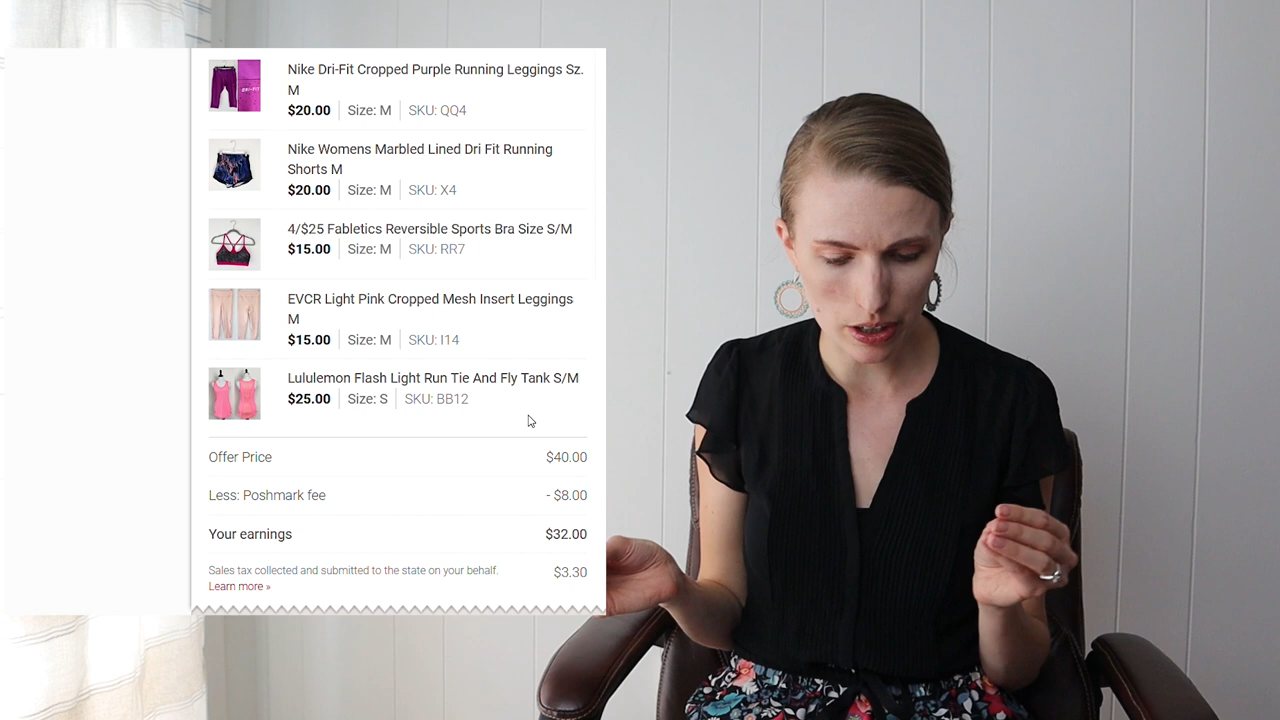 Nike Dri-Fit Cropped Purple Running Leggings Sz.
M
$20.00 Size: M SKU: QQ4
DRI-FIT
Nike Womens Marbled Lined Dri Fit Running
Shorts M
$20.00 Size: M SKU: X4
4/$25 Fabletics Reversible Sports Bra Size S/M
$15.00 Size: M SKU: RR7
EVCR Light Pink Cropped Mesh Insert Leggings
M
$15.00 Size: M SKU: I14
Lululemon Flash Light Run Tie And Fly Tank S/M
$25.00 Size: S SKU: BB12
Offer Price $40.00
Less: Poshmark fee - $8.00
Your earnings $32.00
Sales tax collected and submitted to the state on your behalf. $3.30
Learn more »